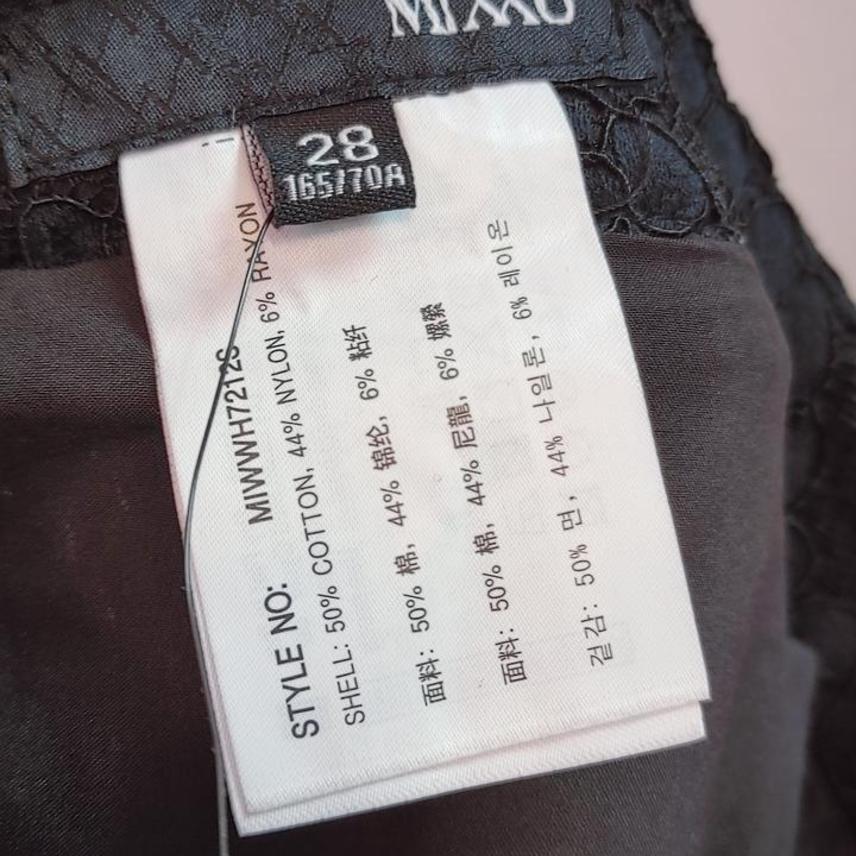 28
165/70A
STYLE NO: MIWWH7212S
SHELL: 50% COTTON, 44% NYLON, 6% RAYON
面料: 50% 棉, 44% 锦纶, 6% 粘纤
面料: 50% 棉, 44% 尼龍, 6% 嫘縈
겉감: 50% 면, 44% 나일론, 6% 레이온